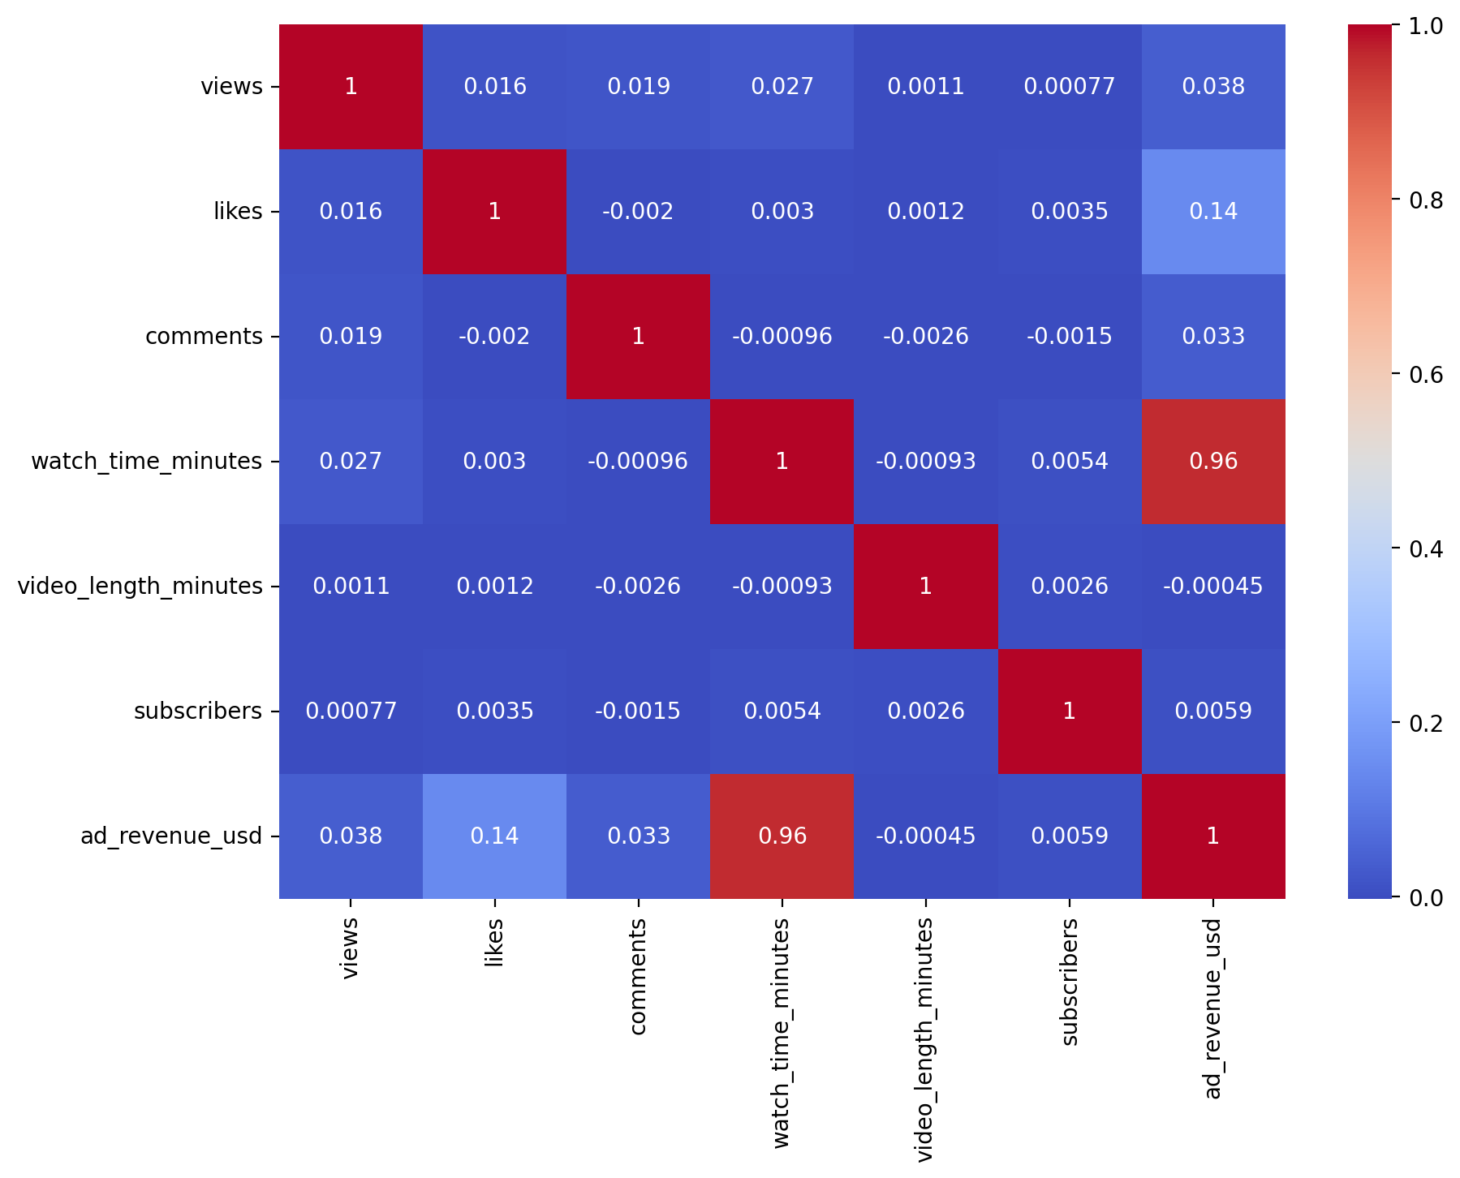 views 1 0.016 0.019 0.027 0.0011 0.00077 0.038
likes 0.016 1 -0.002 0.003 0.0012 0.0035 0.14
comments 0.019 -0.002 1 -0.00096 -0.0026 -0.0015 0.033
watch_time_minutes 0.027 0.003 -0.00096 1 -0.00093 0.0054 0.96
video_length_minutes 0.0011 0.0012 -0.0026 -0.00093 1 0.0026 -0.00045
subscribers 0.00077 0.0035 -0.0015 0.0054 0.0026 1 0.0059
ad_revenue_usd 0.038 0.14 0.033 0.96 -0.00045 0.0059 1
views
likes
comments
watch_time_minutes
video_length_minutes
subscribers
ad_revenue_usd
1.0
0.8
0.6
0.4
0.2
0.0